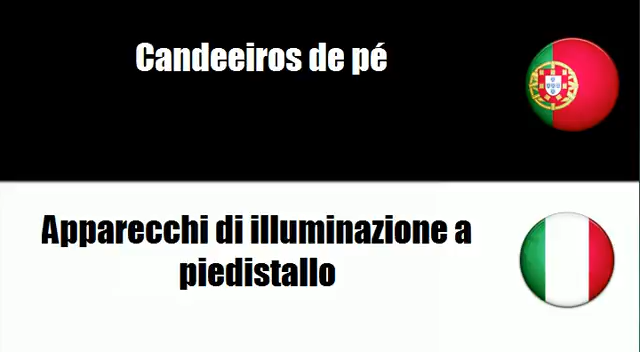 Candeeiros de pé
Apparecchi di illuminazione a
piedistallo